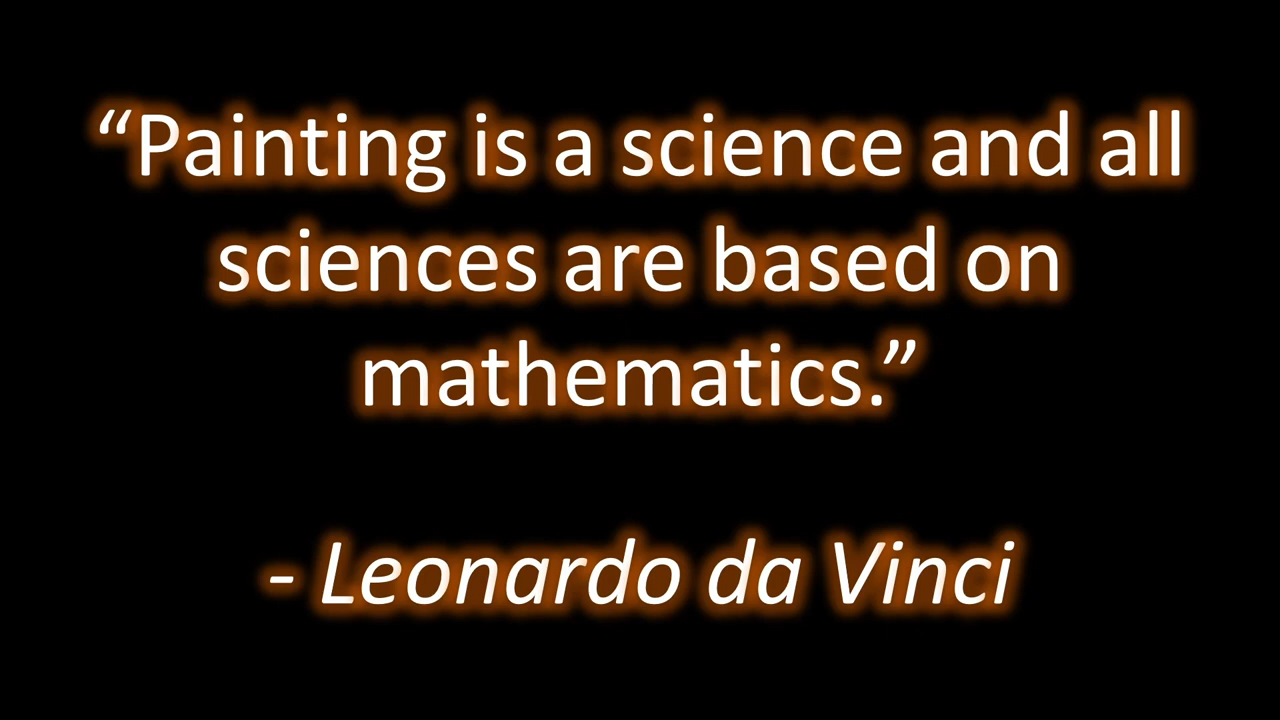 “Painting is a science and all
sciences are based on
mathematics.”
- Leonardo da Vinci